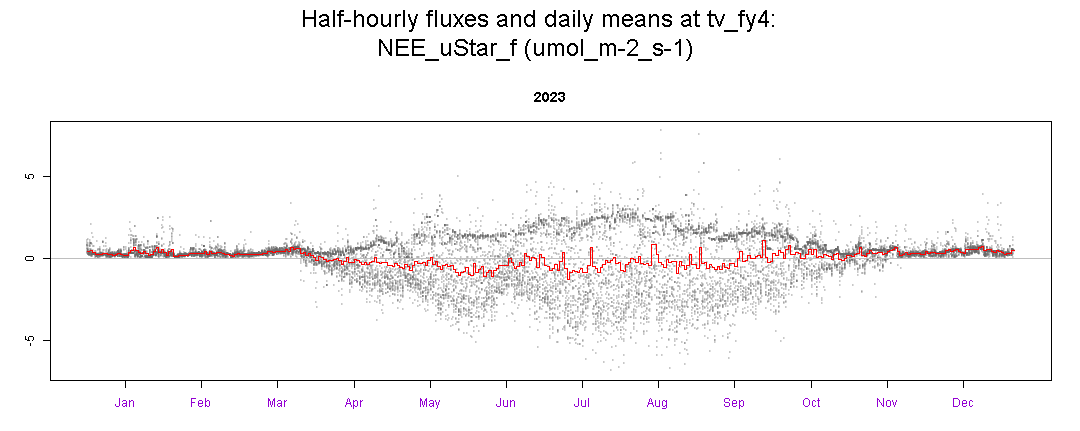 Half-hourly fluxes and daily means at tv_fy4:
NEE_uStar_f (umol_m-2_s-1)
2023
5
0
-5
Jan Feb Mar Apr May Jun Jul Aug Sep Oct Nov Dec